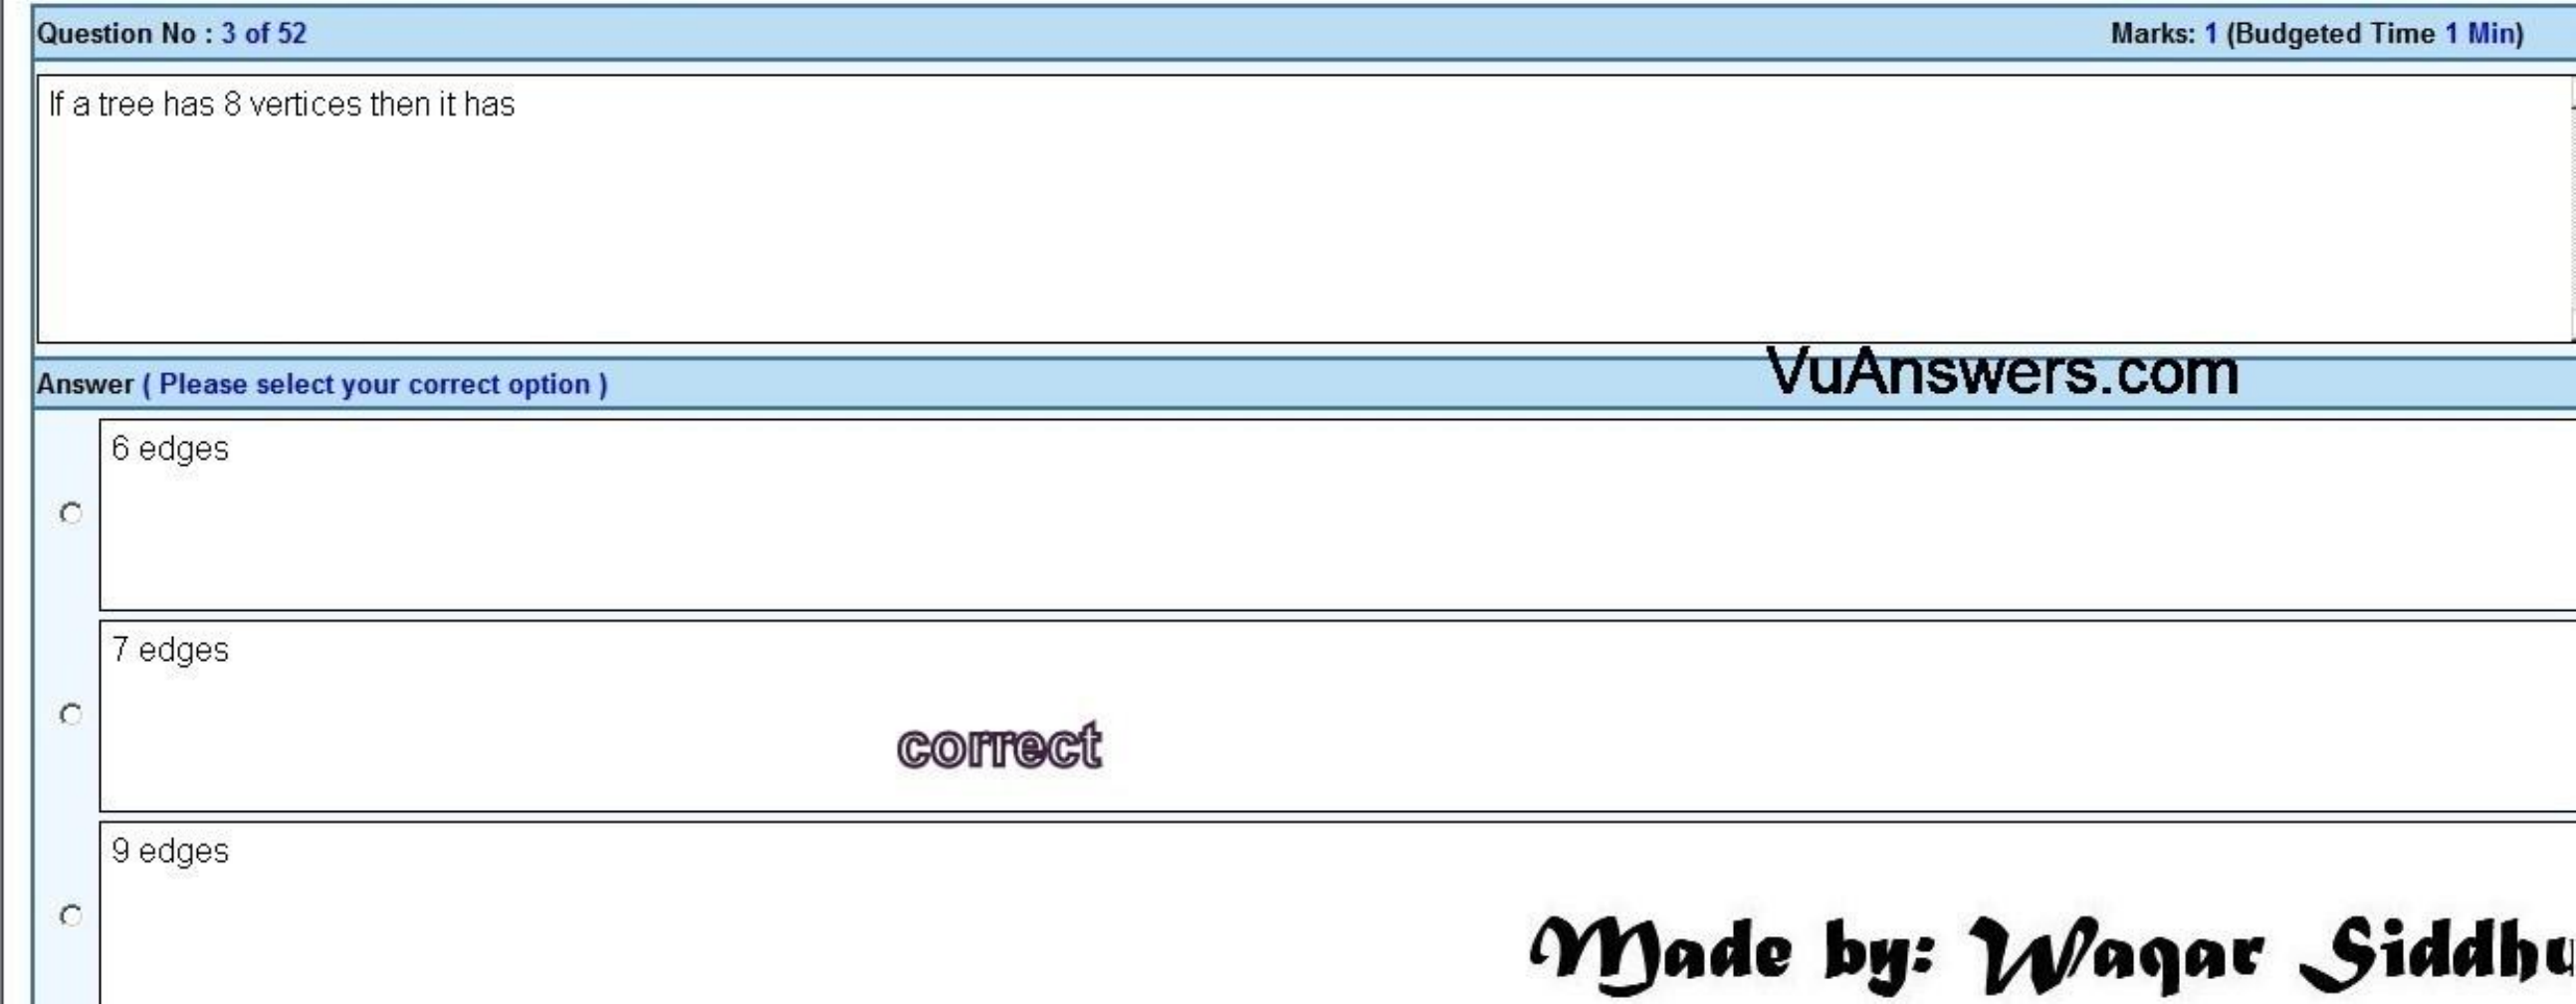 Question No : 3 of 52 Marks: 1 (Budgeted Time 1 Min)
If a tree has 8 vertices then it has
VuAnswers.com
Answer ( Please select your correct option )
6 edges
7 edges
correct
9 edges
Made by: Waqar Siddhu